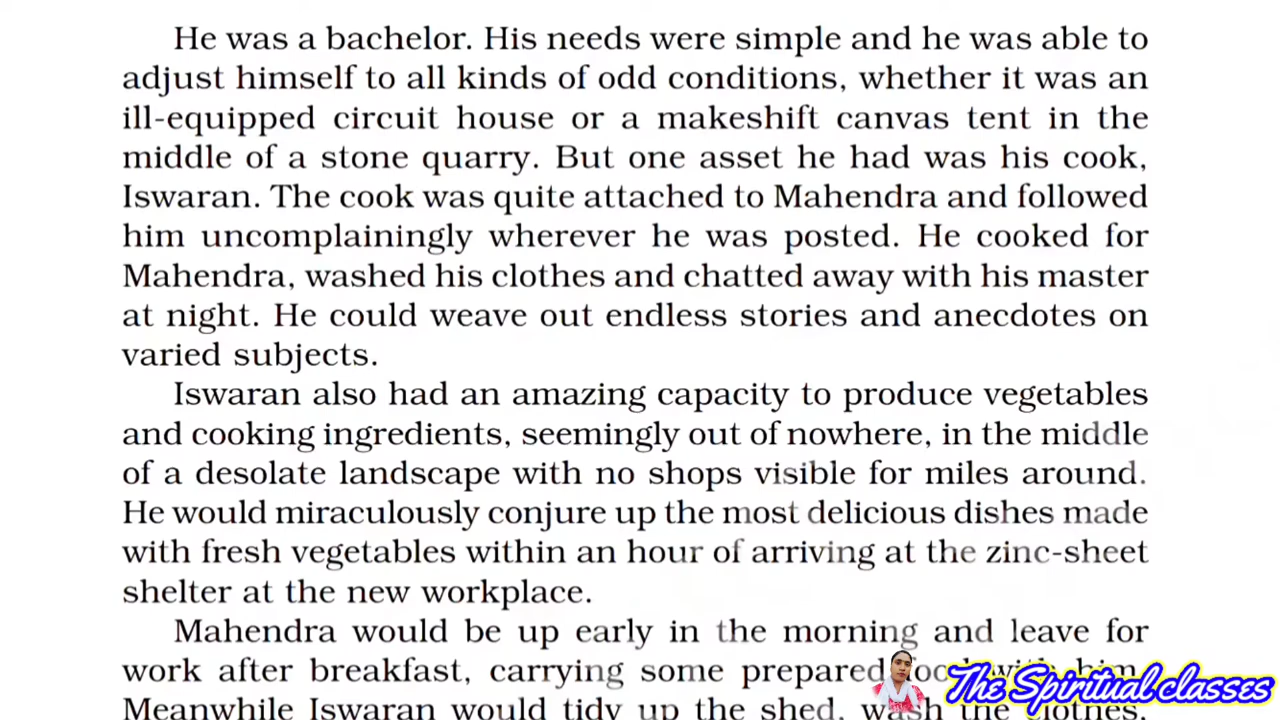 He was a bachelor. His needs were simple and he was able to
adjust himself to all kinds of odd conditions, whether it was an
ill-equipped circuit house or a makeshift canvas tent in the
middle of a stone quarry. But one asset he had was his cook,
Iswaran. The cook was quite attached to Mahendra and followed
him uncomplainingly wherever he was posted. He cooked for
Mahendra, washed his clothes and chatted away with his master
at night. He could weave out endless stories and anecdotes on
varied subjects.
Iswaran also had an amazing capacity to produce vegetables
and cooking ingredients, seemingly out of nowhere, in the middle
of a desolate landscape with no shops visible for miles around.
He would miraculously conjure up the most delicious dishes made
with fresh vegetables within an hour of arriving at the zinc-sheet
shelter at the new workplace.
Mahendra would be up early in the morning and leave for
work after breakfast, carrying some prepared food with him.
Meanwhile Iswaran would tidy up the shed, wash the clothes,
The Spiritual classes